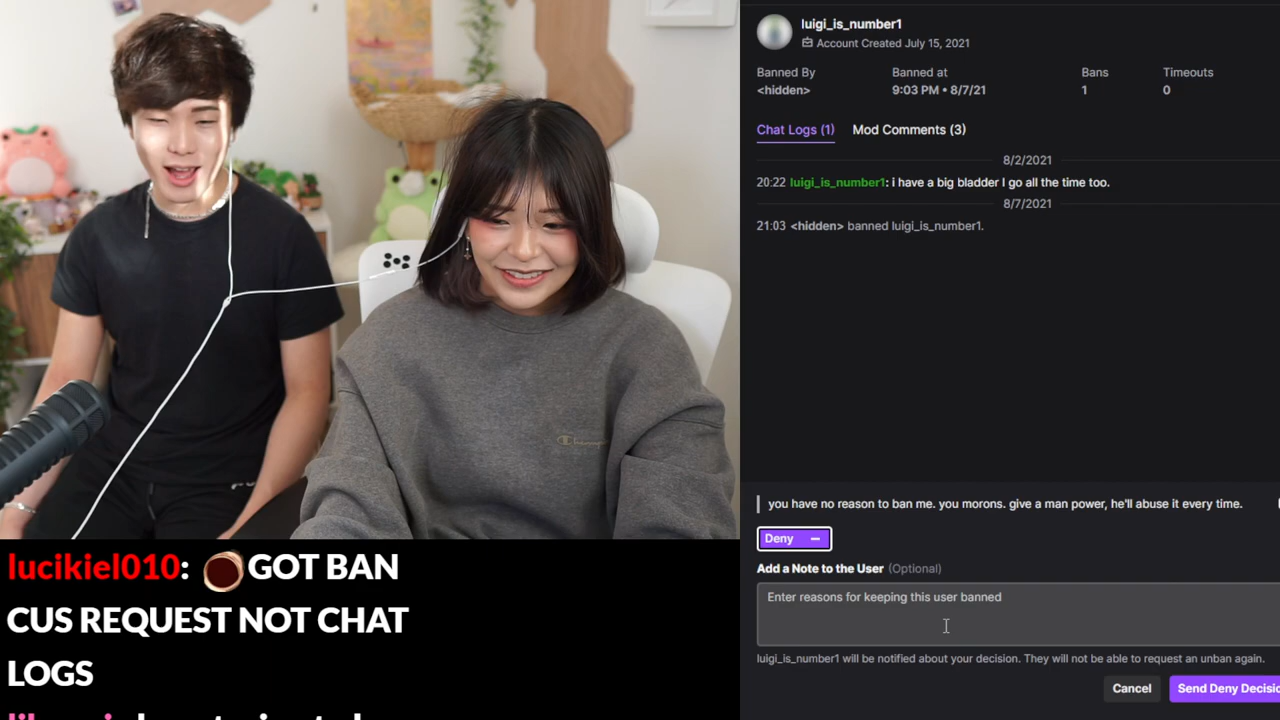 luigi_is_number1
Account Created July 15, 2021
Banned By
Banned at
Bans
Timeouts
<hidden>
9:03 PM • 8/7/21
1
0
Chat Logs (1)
Mod Comments (3)
8/2/2021
20:22 luigi_is_number1: i have a big bladder I go all the time too.
8/7/2021
21:03 <hidden> banned luigi_is_number1.
you have no reason to ban me. you morons. give a man power, he'll abuse it every time.
Deny
Add a Note to the User (Optional)
Enter reasons for keeping this user banned
luigi_is_number1 will be notified about your decision. They will not be able to request an unban again.
Cancel
Send Deny Decisio
Champion
lucikiel010: GOT BAN
CUS REQUEST NOT CHAT
LOGS